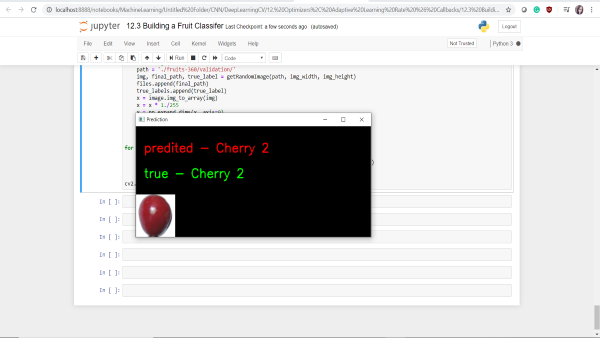 localhost:8888/notebooks/MachineLearning/Entitled%20Folder/CNN/DeepLearningCV/12.%20Optimizers%2C%20Adaptive%20Learning%20Rate%20%26%20Callbacks/12.3%20Buildi...
jupyter 12.3 Building a Fruit Classifer Last Checkpoint: a few seconds ago (autosaved)
Logout
File Edit View Insert Cell Kernel Widgets Help
Not Trusted
Python 3
Run
Code
path = './fruits-360/validation/'
img, final_path, true_label = getRandomImage(path, img_width, img_height)
files.append(final_path)
true_labels.append(true_label)
x = image.img_to_array(img)
x = x * 1./255
Prediction
for
predited - Cherry 2
true - Cherry 2
cv2.
In [ ]:
In [ ]:
In [ ]:
In [ ]:
In [ ]:
In [ ]: